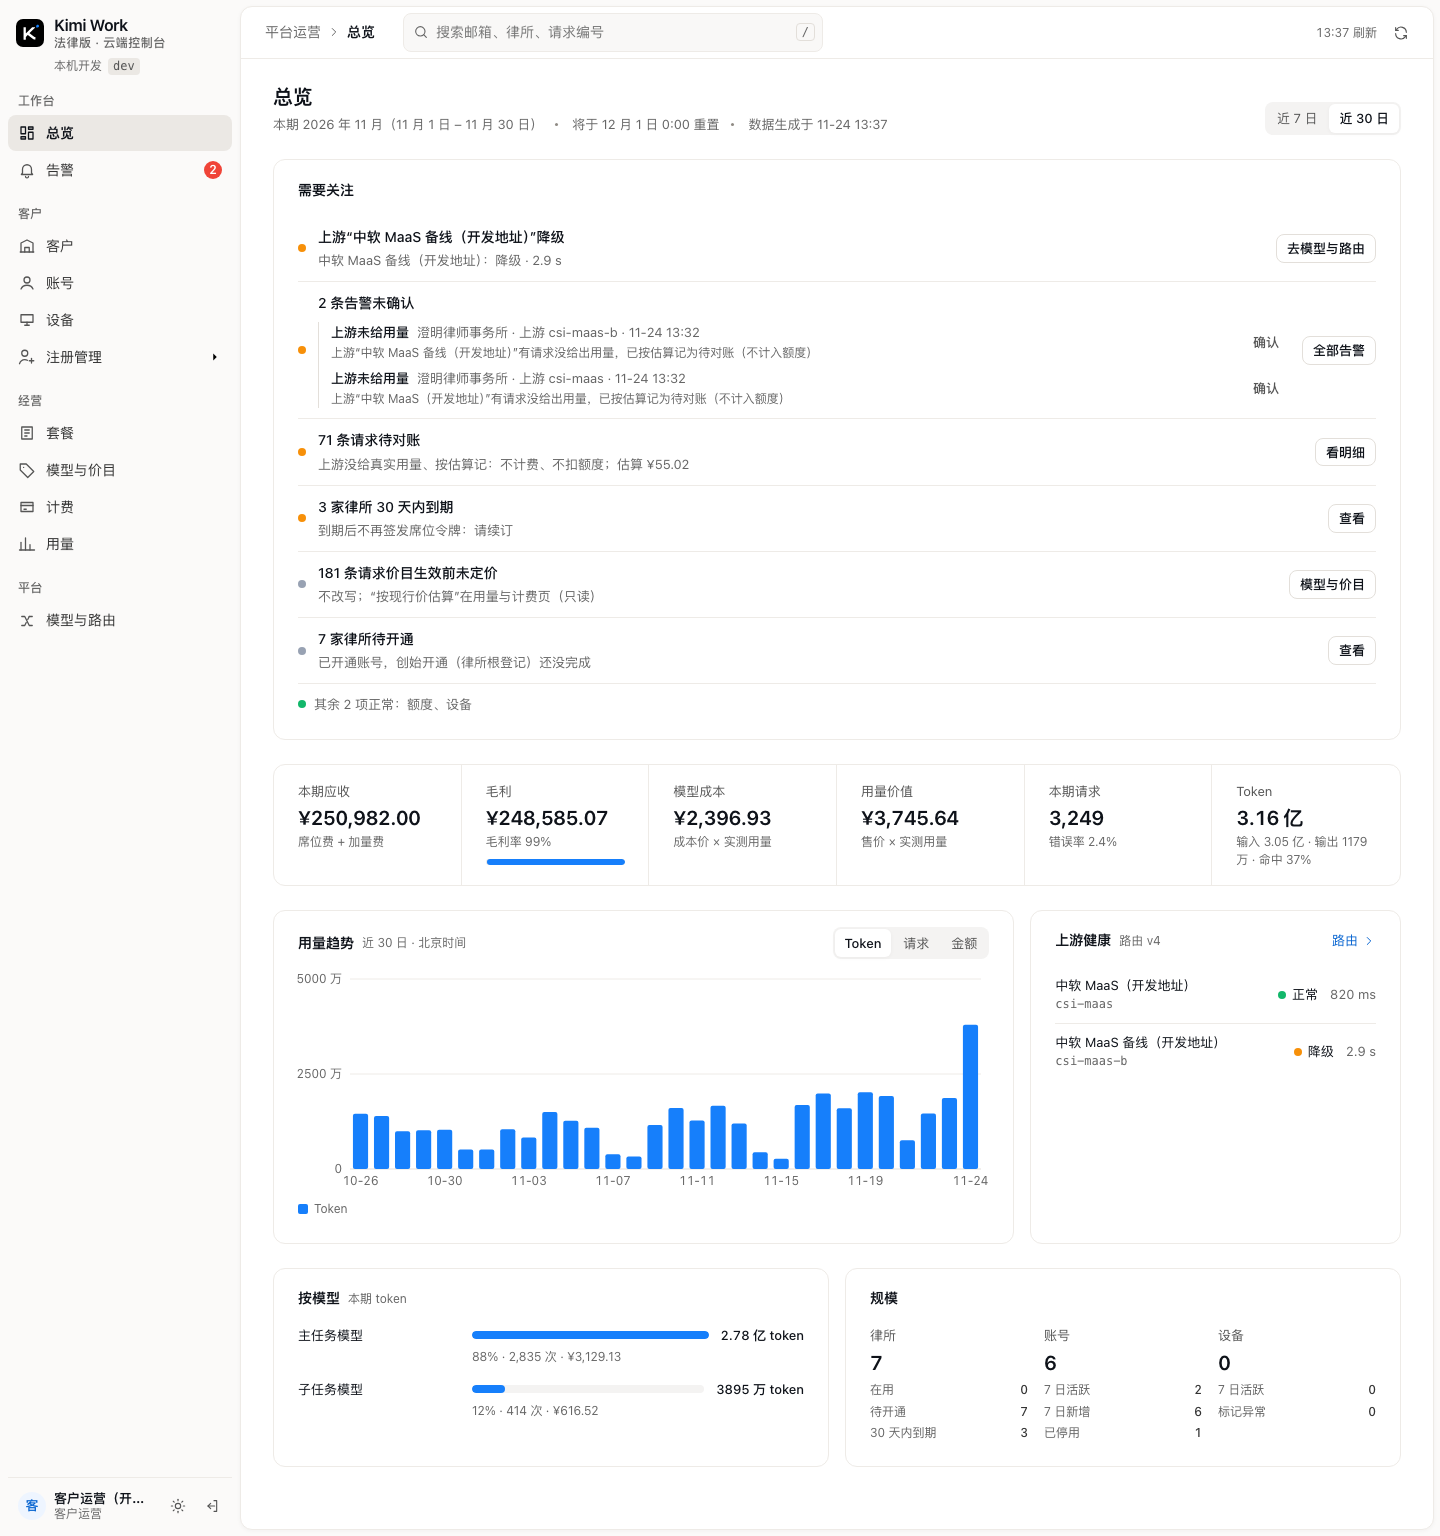 Kimi Work
法律版 · 云端控制台
本机开发 dev
工作台
总览
告警 2
客户
客户
账号
设备
注册管理
经营
套餐
模型与价目
计费
用量
平台
模型与路由
客 客户运营（开...
客户运营
平台运营 > 总览
搜索邮箱、律所、请求编号 /
13:37 刷新
总览
本期 2026 年 11 月（11 月 1 日 – 11 月 30 日） • 将于 12 月 1 日 0:00 重置 • 数据生成于 11-24 13:37
近 7 日 近 30 日
需要关注
上游“中软 MaaS 备线（开发地址）”降级
中软 MaaS 备线（开发地址）：降级 · 2.9 s
去模型与路由
2 条告警未确认
上游未给用量 澄明律师事务所 · 上游 csi-maas-b · 11-24 13:32
上游“中软 MaaS 备线（开发地址）”有请求没给出用量，已按估算记为待对账（不计入额度）
确认
上游未给用量 澄明律师事务所 · 上游 csi-maas · 11-24 13:32
上游“中软 MaaS（开发地址）”有请求没给出用量，已按估算记为待对账（不计入额度）
确认
全部告警
71 条请求待对账
上游没给真实用量、按估算记：不计费、不扣额度；估算 ¥55.02
看明细
3 家律所 30 天内到期
到期后不再签发席位令牌：请续订
查看
181 条请求价目生效前未定价
不改写；“按现行价估算”在用量与计费页（只读）
模型与价目
7 家律所待开通
已开通账号，创始开通（律所根登记）还没完成
查看
其余 2 项正常：额度、设备
本期应收
¥250,982.00
席位费 + 加量费
毛利
¥248,585.07
毛利率 99%
模型成本
¥2,396.93
成本价 × 实测用量
用量价值
¥3,745.64
售价 × 实测用量
本期请求
3,249
错误率 2.4%
Token
3.16 亿
输入 3.05 亿 · 输出 1179
万 · 命中 37%
用量趋势 近 30 日 · 北京时间
Token 请求 金额
5000 万
2500 万
0
10-26 10-30 11-03 11-07 11-11 11-15 11-19 11-24
Token
上游健康 路由 v4
路由 >
中软 MaaS（开发地址）
csi-maas
正常 820 ms
中软 MaaS 备线（开发地址）
csi-maas-b
降级 2.9 s
按模型 本期 token
主任务模型 2.78 亿 token
88% · 2,835 次 · ¥3,129.13
子任务模型 3895 万 token
12% · 414 次 · ¥616.52
规模
律所 账号 设备
7 6 0
在用 0 7 日活跃 2 7 日活跃 0
待开通 7 7 日新增 6 标记异常 0
30 天内到期 3 已停用 1